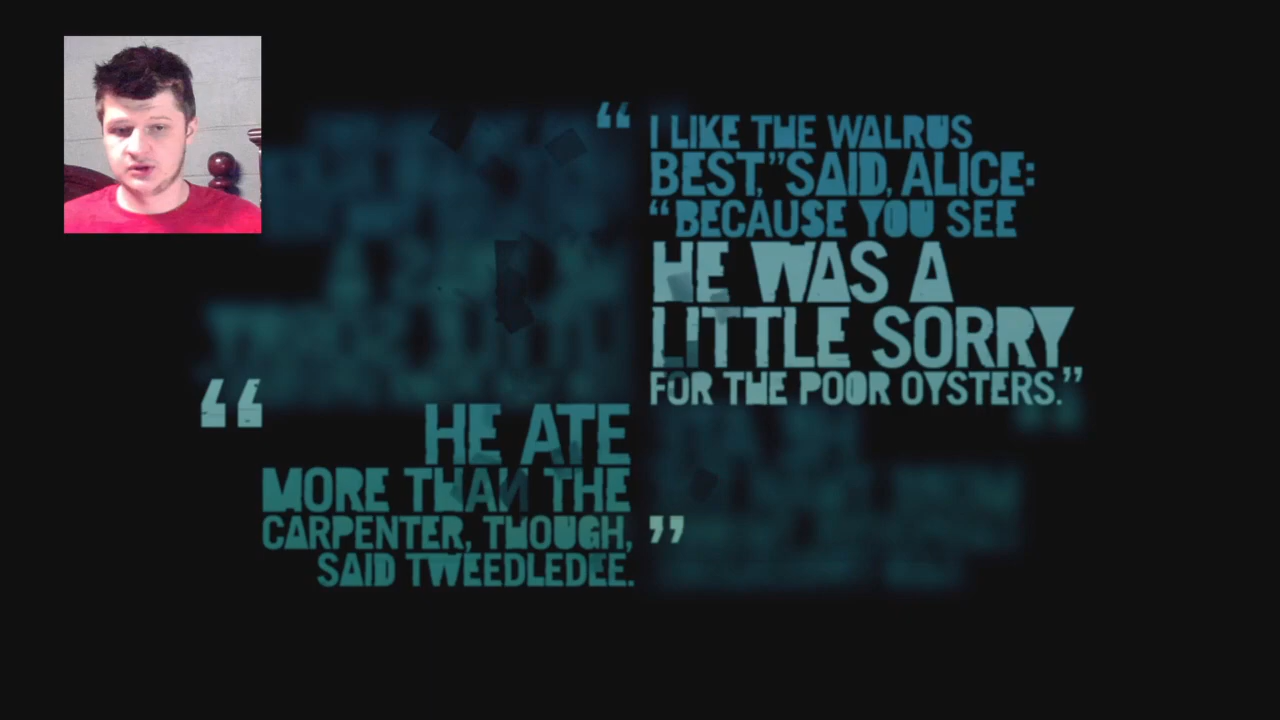 “I LIKE THE WALRUS
BEST,”SAID, ALICE:
“BECAUSE YOU SEE
HE WAS A
LITTLE SORRY
FOR THE POOR OYSTERS.”
“HE ATE
MORE THAN THE
CARPENTER, THOUGH,
SAID TWEEDLEDEE.”